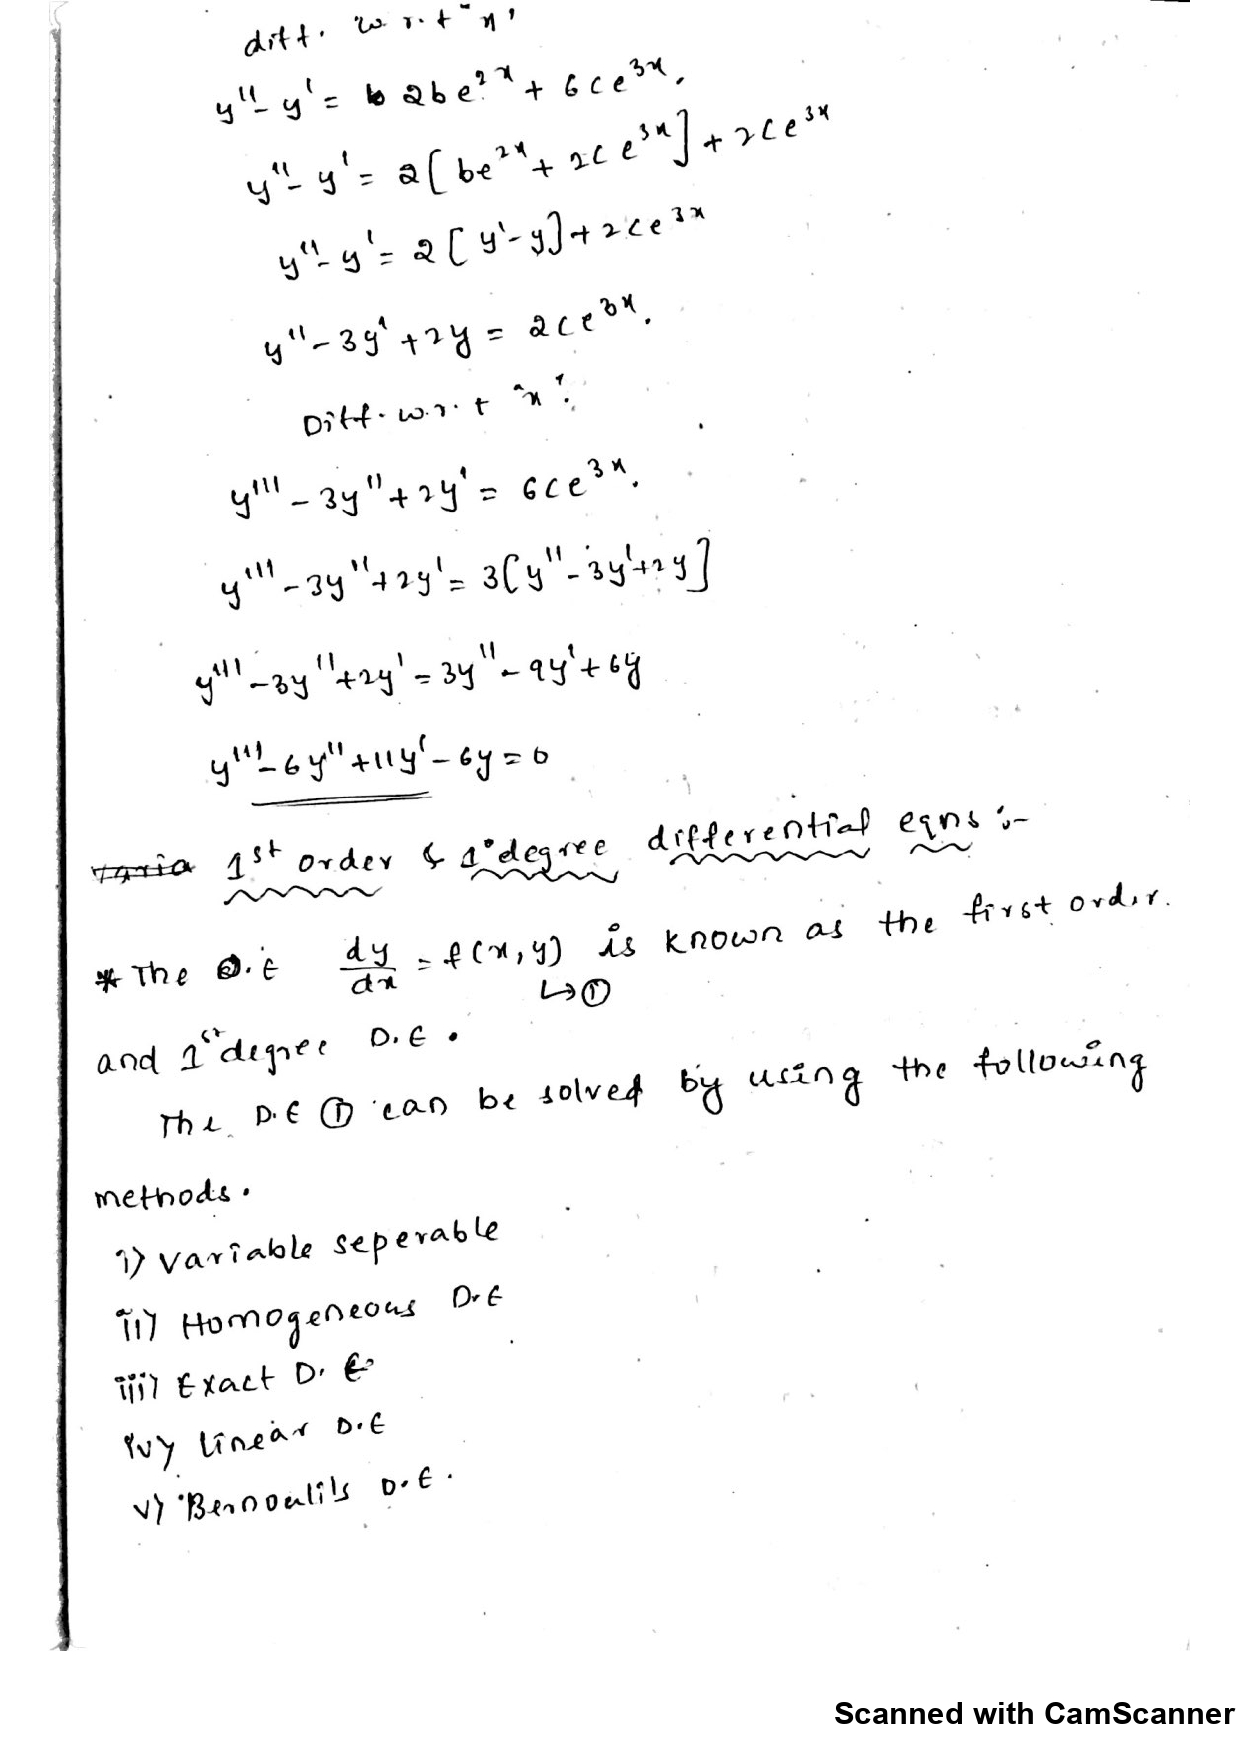 diff. w.r.t "x'
y''- y' = 2be^2x + 6ce^3x.
y''- y' = 2[be^2x + 2ce^3x] + 2ce^3x
y''- y' = 2[y'-y] + 2ce^3x
y''- 3y' + 2y = 2ce^3x.
Diff. w.r.t "x'.
y''' - 3y'' + 2y' = 6ce^3x.
y''' - 3y'' + 2y' = 3[y'' - 3y' + 2y]
y''' - 3y'' + 2y' = 3y'' - 9y' + 6y
y''' - 6y'' + 11y' - 6y = 0
varia 1st order & 1° degree differential eqns :-
* The D.E dy/dx = f(x, y) is known as the first order.
↳①
and 1st degree D.E.
The D.E ① can be solved by using the following
methods.
i) variable seperable
ii) Homogeneous D.E
iii) Exact D.E
iv) linear D.E
v) Bernoulils D.E.
Scanned with CamScanner